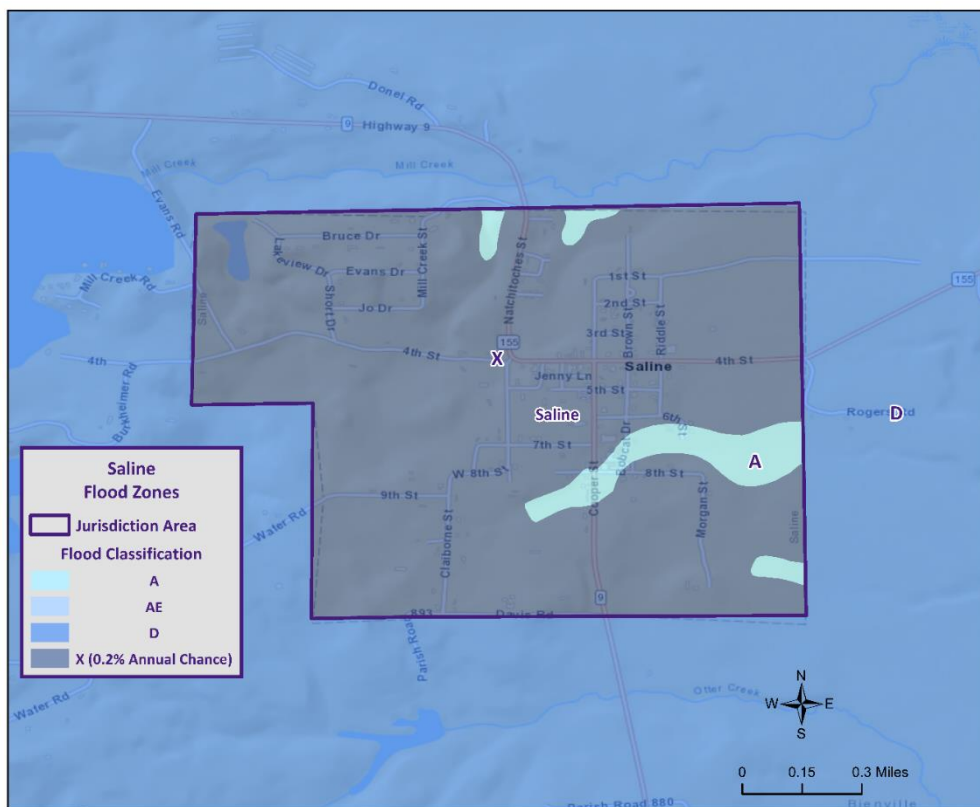 Donel Rd
9
Highway 9
Mill Creek
Mill Creek
Evans Rd
Bruce Dr
Lakeview Dr
Evans Dr
Mill Creek St
Natchitoches St
Short Dr
Jo Dr
1st St
2nd St
3rd St
Brown St
Riddle St
Mill Creek Rd
Saline
155
155
4th
4th St
X
4th St
Saline
Jenny Ln
5th St
Saline
6th St
Rogers Rd
D
Burkheimer Rd
7th St
Bobcat Dr
A
W 8th St
8th St
Cooper St
9th St
Morgan St
Saline
Water Rd
Claiborne St
893
Davis Rd
9
Parish Road
Water Rd
Otter Creek
Parish Road 880
Bienville
Saline
Flood Zones
Jurisdiction Area
Flood Classification
A
AE
D
X (0.2% Annual Chance)
N
W E
S
0 0.15 0.3 Miles